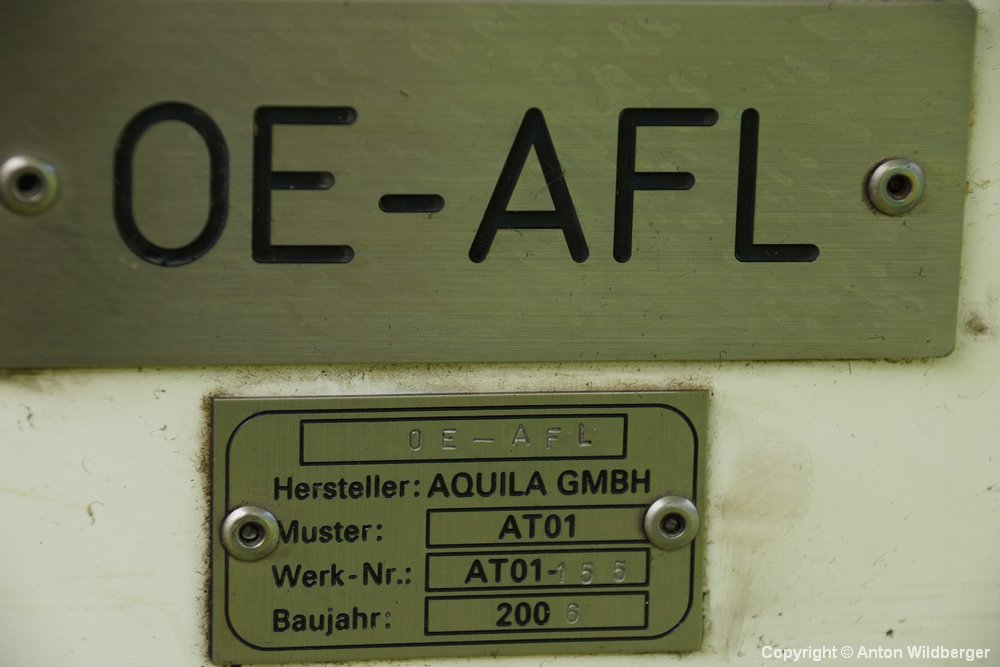 OE-AFL
OE-AFL
Hersteller: AQUILA GMBH
Muster: AT01
Werk-Nr.: AT01-155
Baujahr: 2006
Copyright © Anton Wildberger